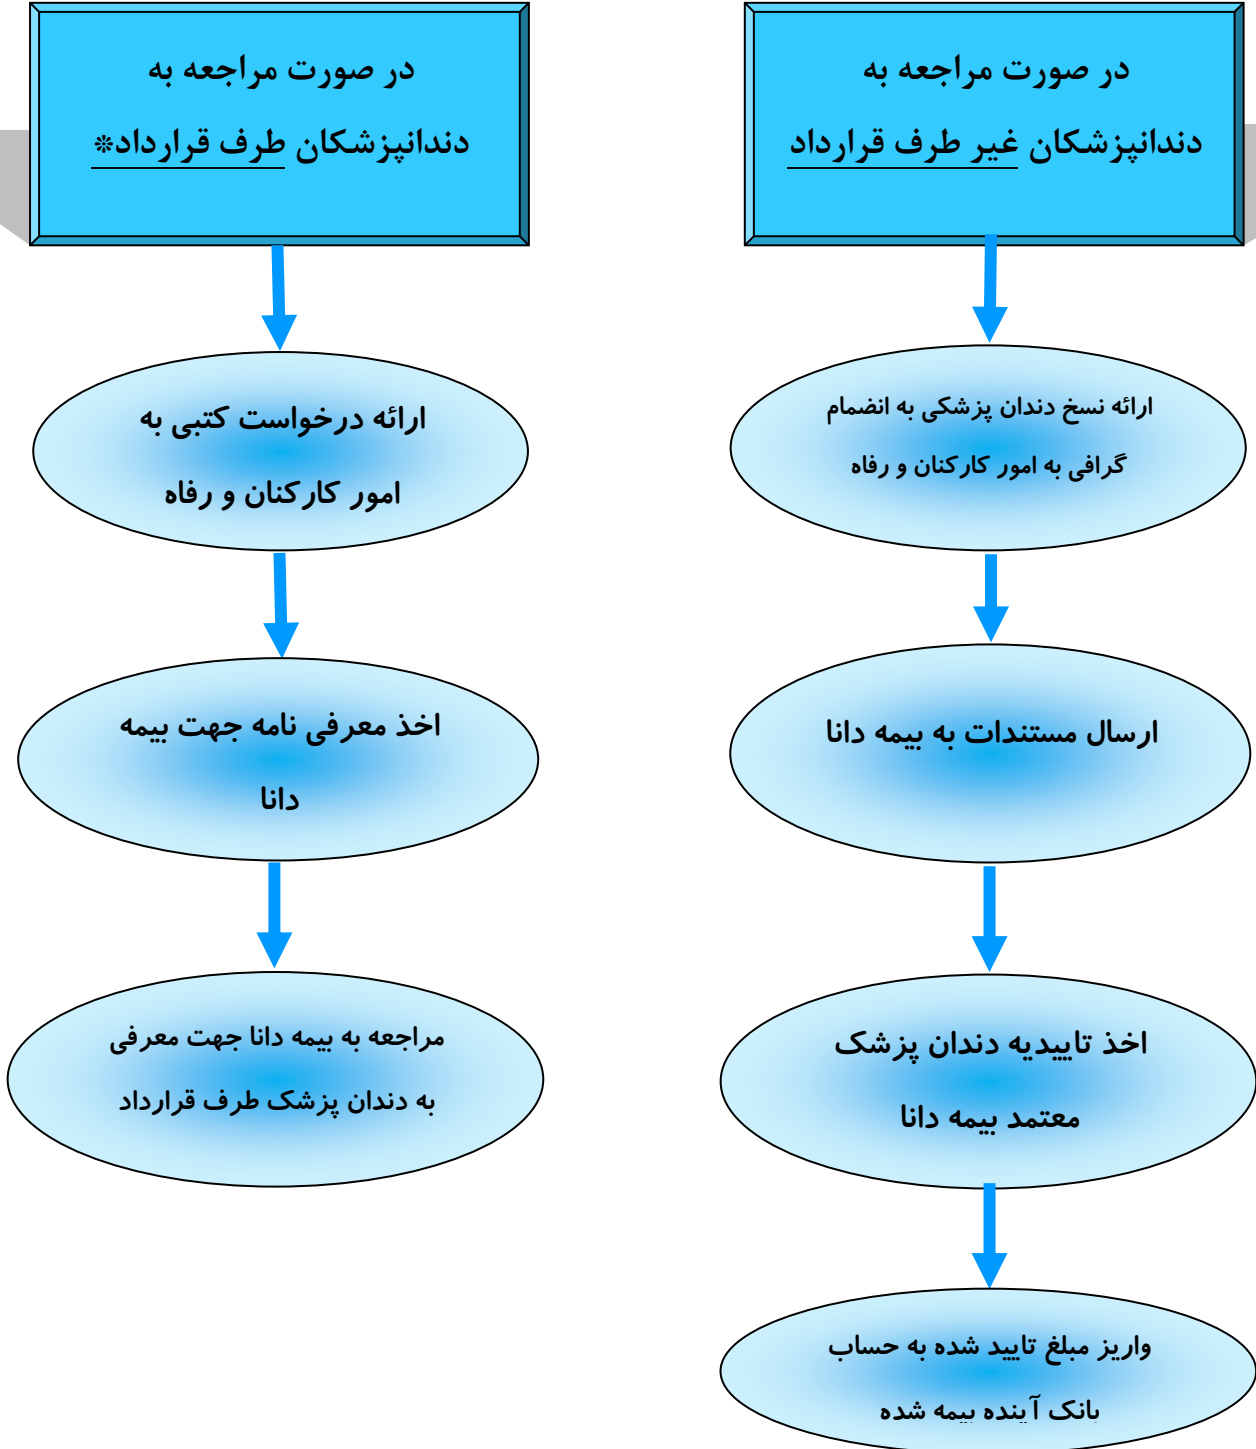 در صورت مراجعه به
دندانپزشکان غیر طرف قرارداد
ارائه نسخ دندان پزشکی به انضمام
گرافی به امور کارکنان و رفاه
ارسال مستندات به بیمه دانا
اخذ تاییدیه دندان پزشک
معتمد بیمه دانا
واریز مبلغ تایید شده به حساب
بانک آینده بیمه شده
در صورت مراجعه به
دندانپزشکان طرف قرارداد*
ارائه درخواست کتبی به
امور کارکنان و رفاه
اخذ معرفی نامه جهت بیمه
دانا
مراجعه به بیمه دانا جهت معرفی
به دندان پزشک طرف قرارداد